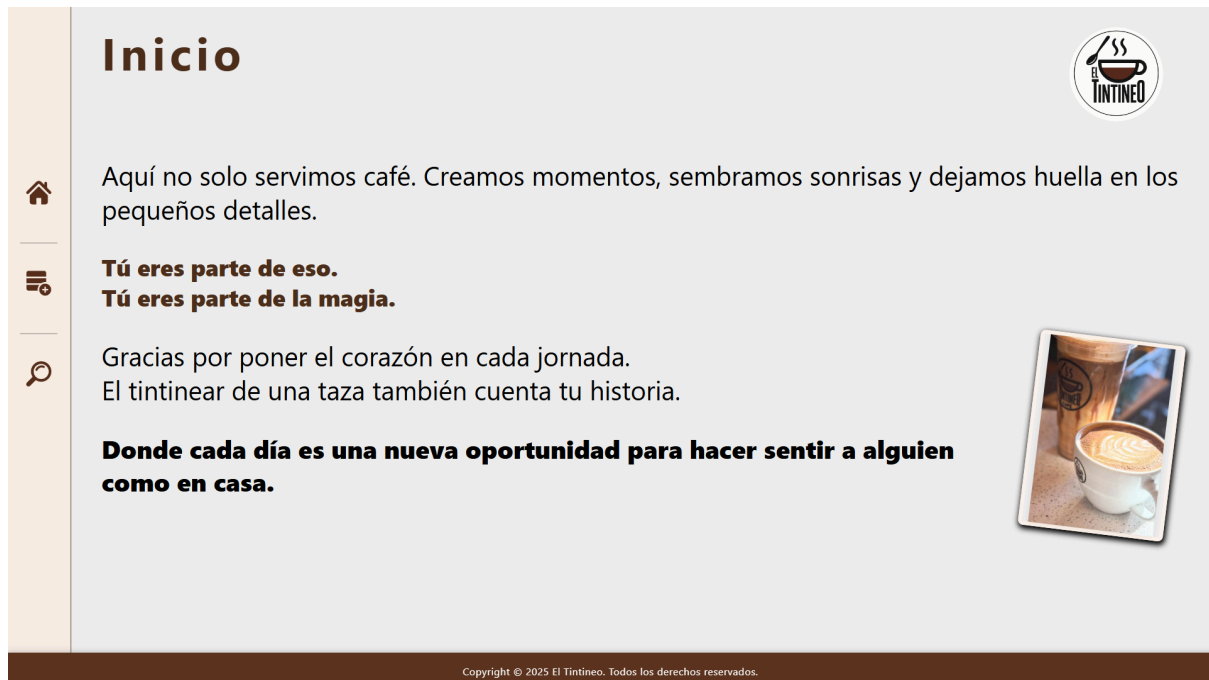 Inicio
EL
TINTINEO
Aquí no solo servimos café. Creamos momentos, sembramos sonrisas y dejamos huella en los
pequeños detalles.
Tú eres parte de eso.
Tú eres parte de la magia.
Gracias por poner el corazón en cada jornada.
El tintinear de una taza también cuenta tu historia.
Donde cada día es una nueva oportunidad para hacer sentir a alguien
como en casa.
TINTINEO
Copyright © 2025 El Tintineo. Todos los derechos reservados.